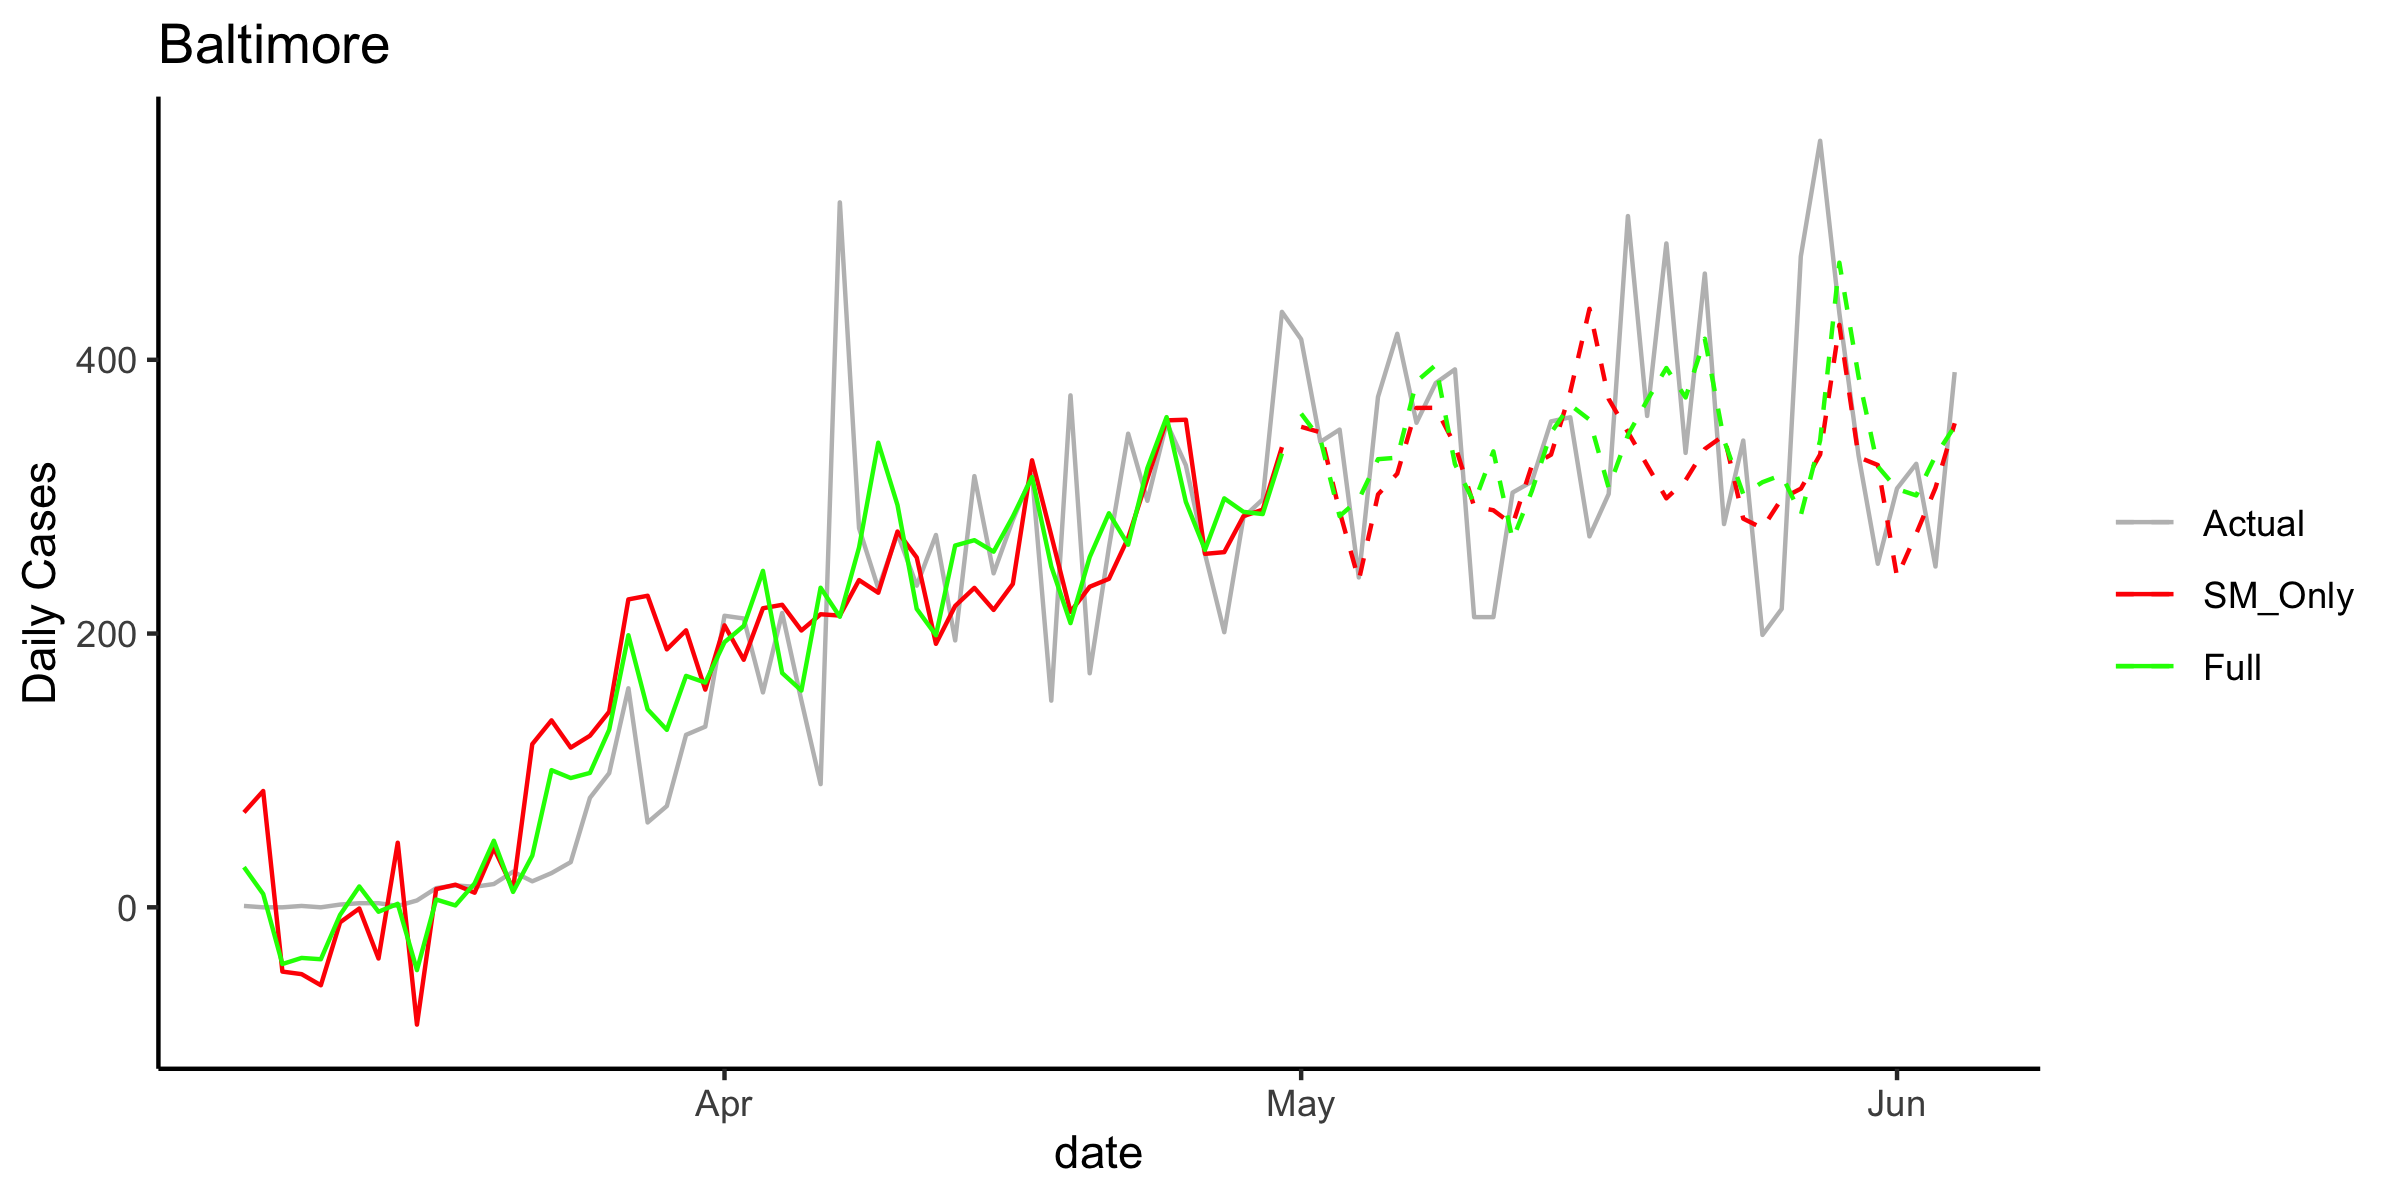 Baltimore
Daily Cases
400
200
0
Apr
May
Jun
date
Actual
SM_Only
Full